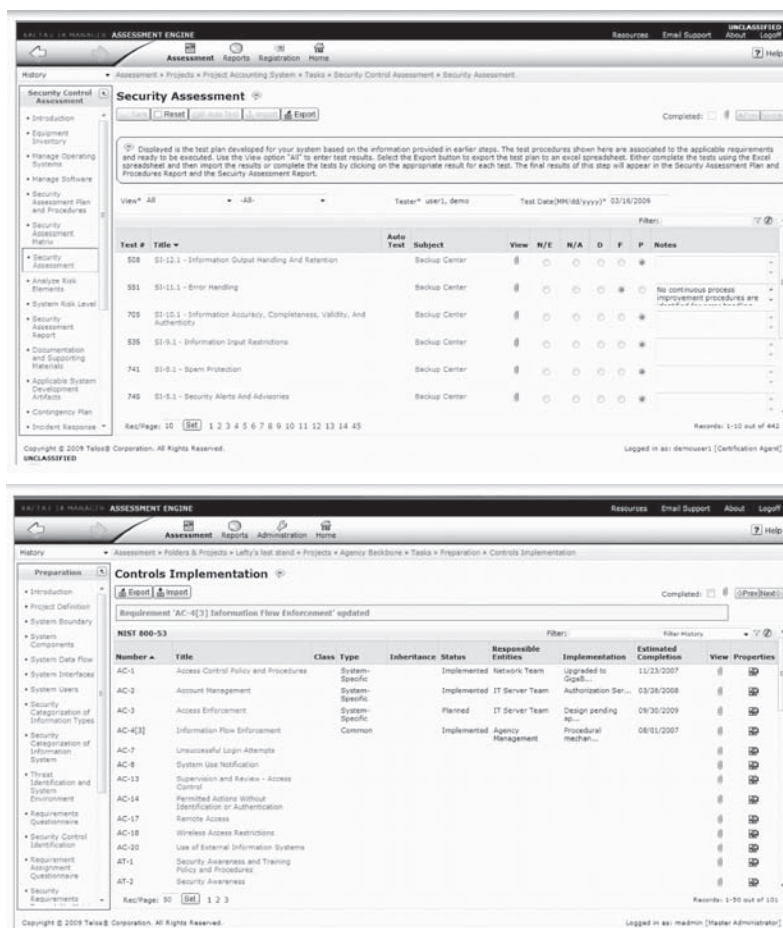 UNCLASSIFIED
ASSESSMENT ENGINE
Resources Email Support About Logoff
Assessment Reports Registration Home
? Help
History
Assessment » Projects » Project Accounting System » Tasks » Security Control Assessment » Security Assessment
Security Control Assessment
• Introduction
• Equipment Inventory
• Manage Operating Systems
• Manage Software
• Security Assessment Plan and Procedures
• Security Assessment Matrix
• Security Assessment
• Analyze Risk Elements
• System Risk Level
• Security Assessment Report
• Documentation and Supporting Materials
• Applicable System Development Artifacts
• Contingency Plan
• Incident Response
Security Assessment
Reset Export
Completed:
Displayed is the test plan developed for your system based on the information provided in earlier steps. The test procedures shown here are associated to the applicable requirements
and ready to be executed. Use the View option "All" to enter test results. Select the Export button to export the test plan to an excel spreadsheet. Either complete the tests using the Excel
spreadsheet and then import the results or complete the tests by clicking on the appropriate result for each test. The final results of this step will appear in the Security Assessment Plan and
Procedures Report and the Security Assessment Report.
View* All -All- Tester* user1, demo Test Date(MM/dd/yyyy)* 03/16/2009
Filter:
Test # Title Auto Test Subject View N/E N/A D F P Notes
508 SI-12.1 - Information Output Handling And Retention Backup Center
551 SI-11.1 - Error Handling Backup Center No continuous process improvement procedures are
705 SI-10.1 - Information Accuracy, Completeness, Validity, And Authenticity Backup Center
535 SI-9.1 - Information Input Restrictions Backup Center
741 SI-8.1 - Spam Protection Backup Center
745 SI-5.1 - Security Alerts And Advisories Backup Center
Rec/Page: 10 Set 1 2 3 4 5 6 7 8 9 10 11 12 13 14 45
Records: 1-10 out of 442
Copyright © 2009 Telos® Corporation. All Rights Reserved.
Logged in as: demouser1 [Certification Agent]
UNCLASSIFIED
ASSESSMENT ENGINE
Resources Email Support About Logoff
Assessment Reports Administration Home
? Help
History
Assessment » Folders & Projects » Lefty's last stand » Projects » Agency Backbone » Tasks » Preparation » Controls Implementation
Preparation
• Introduction
• Project Definition
• System Boundary
• System Components
• System Data Flow
• System Interfaces
• System Users
• Security Categorization of Information Types
• Security Categorization of Information System
• Threat Identification and System Environment
• Requirements Questionnaire
• Security Control Identification
• Requirement Assignment Questionnaire
• Security Requirements
Controls Implementation
Export Import
Completed: Prev Next
Requirement 'AC-4[3] Information Flow Enforcement' updated
NIST 800-53
Filter: Filter History
Number Title Class Type Inheritance Status Responsible Entities Implementation Estimated Completion View Properties
AC-1 Access Control Policy and Procedures System-Specific Implemented Network Team Upgraded to GigaB... 11/23/2007
AC-2 Account Management System-Specific Implemented IT Server Team Authorization Ser... 03/28/2008
AC-3 Access Enforcement System-Specific Planned IT Server Team Design pending ap... 09/30/2009
AC-4[3] Information Flow Enforcement Common Implemented Agency Management Procedural mechan... 08/01/2007
AC-7 Unsuccessful Login Attempts
AC-8 System Use Notification
AC-13 Supervision and Review - Access Control
AC-14 Permitted Actions Without Identification or Authentication
AC-17 Remote Access
AC-18 Wireless Access Restrictions
AC-20 Use of External Information Systems
AT-1 Security Awareness and Training Policy and Procedures
AT-2 Security Awareness
Rec/Page: 50 Set 1 2 3
Records: 1-50 out of 101
Copyright © 2009 Telos® Corporation. All Rights Reserved.
Logged in as: madmin [Master Administrator]